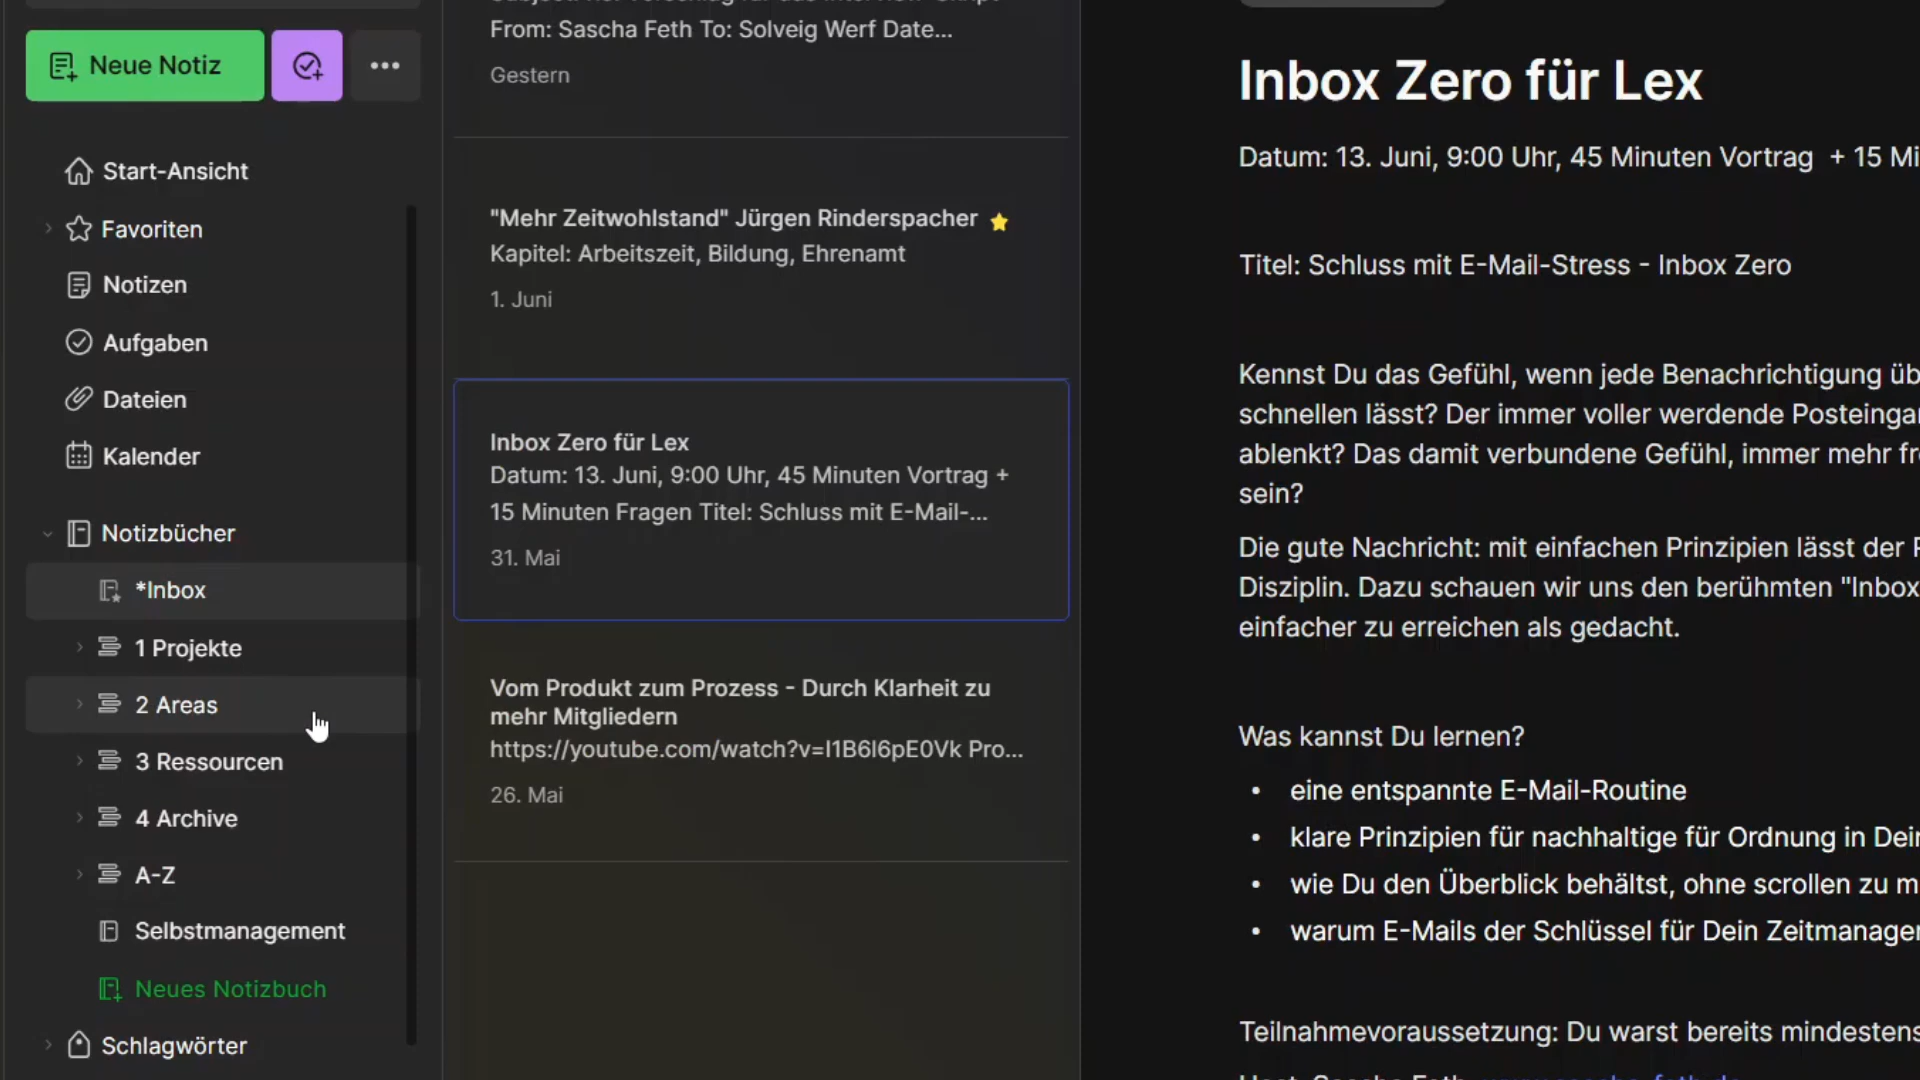 Neue Notiz
Start-Ansicht
Favoriten
Notizen
Aufgaben
Dateien
Kalender
Notizbücher
*Inbox
1 Projekte
2 Areas
3 Ressourcen
4 Archive
A-Z
Selbstmanagement
Neues Notizbuch
Schlagwörter
From: Sascha Feth To: Solveig Werf Date...
Gestern
"Mehr Zeitwohlstand" Jürgen Rinderspacher
Kapitel: Arbeitszeit, Bildung, Ehrenamt
1. Juni
Inbox Zero für Lex
Datum: 13. Juni, 9:00 Uhr, 45 Minuten Vortrag +
15 Minuten Fragen Titel: Schluss mit E-Mail-...
31. Mai
Vom Produkt zum Prozess - Durch Klarheit zu
mehr Mitgliedern
https://youtube.com/watch?v=I1B6I6pE0Vk Pro...
26. Mai
Inbox Zero für Lex
Datum: 13. Juni, 9:00 Uhr, 45 Minuten Vortrag + 15 Mi
Titel: Schluss mit E-Mail-Stress - Inbox Zero
Kennst Du das Gefühl, wenn jede Benachrichtigung üb
schnellen lässt? Der immer voller werdende Posteinga
ablenkt? Das damit verbundene Gefühl, immer mehr fr
sein?
Die gute Nachricht: mit einfachen Prinzipien lässt der P
Disziplin. Dazu schauen wir uns den berühmten "Inbox
einfacher zu erreichen als gedacht.
Was kannst Du lernen?
• eine entspannte E-Mail-Routine
• klare Prinzipien für nachhaltige für Ordnung in Dein
• wie Du den Überblick behältst, ohne scrollen zu m
• warum E-Mails der Schlüssel für Dein Zeitmanagem
Teilnahmevoraussetzung: Du warst bereits mindestens